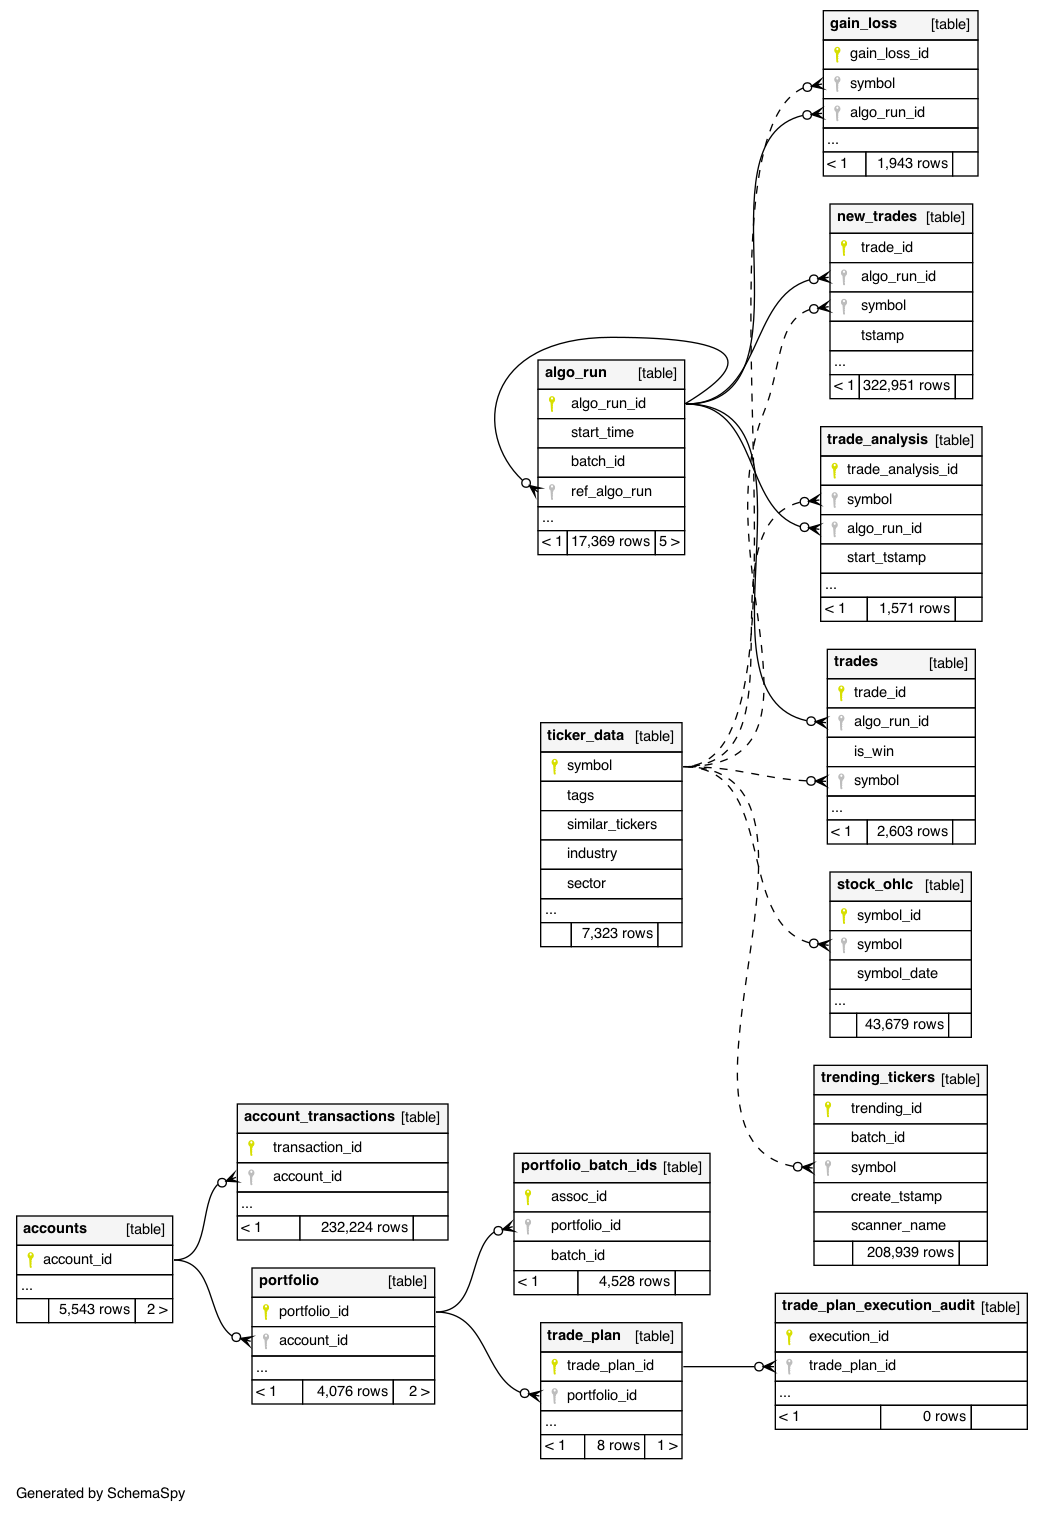 gain_loss [table]
gain_loss_id
symbol
algo_run_id
...
< 1 1,943 rows
new_trades [table]
trade_id
algo_run_id
symbol
tstamp
...
< 1 322,951 rows
algo_run [table]
algo_run_id
start_time
batch_id
ref_algo_run
...
< 1 17,369 rows 5 >
trade_analysis [table]
trade_analysis_id
symbol
algo_run_id
start_tstamp
...
< 1 1,571 rows
trades [table]
trade_id
algo_run_id
is_win
symbol
...
< 1 2,603 rows
ticker_data [table]
symbol
tags
similar_tickers
industry
sector
...
7,323 rows
stock_ohlc [table]
symbol_id
symbol
symbol_date
...
43,679 rows
trending_tickers [table]
trending_id
batch_id
symbol
create_tstamp
scanner_name
208,939 rows
account_transactions [table]
transaction_id
account_id
...
< 1 232,224 rows
portfolio_batch_ids [table]
assoc_id
portfolio_id
batch_id
< 1 4,528 rows
accounts [table]
account_id
...
5,543 rows 2 >
portfolio [table]
portfolio_id
account_id
...
< 1 4,076 rows 2 >
trade_plan [table]
trade_plan_id
portfolio_id
...
< 1 8 rows 1 >
trade_plan_execution_audit [table]
execution_id
trade_plan_id
...
< 1 0 rows
Generated by SchemaSpy